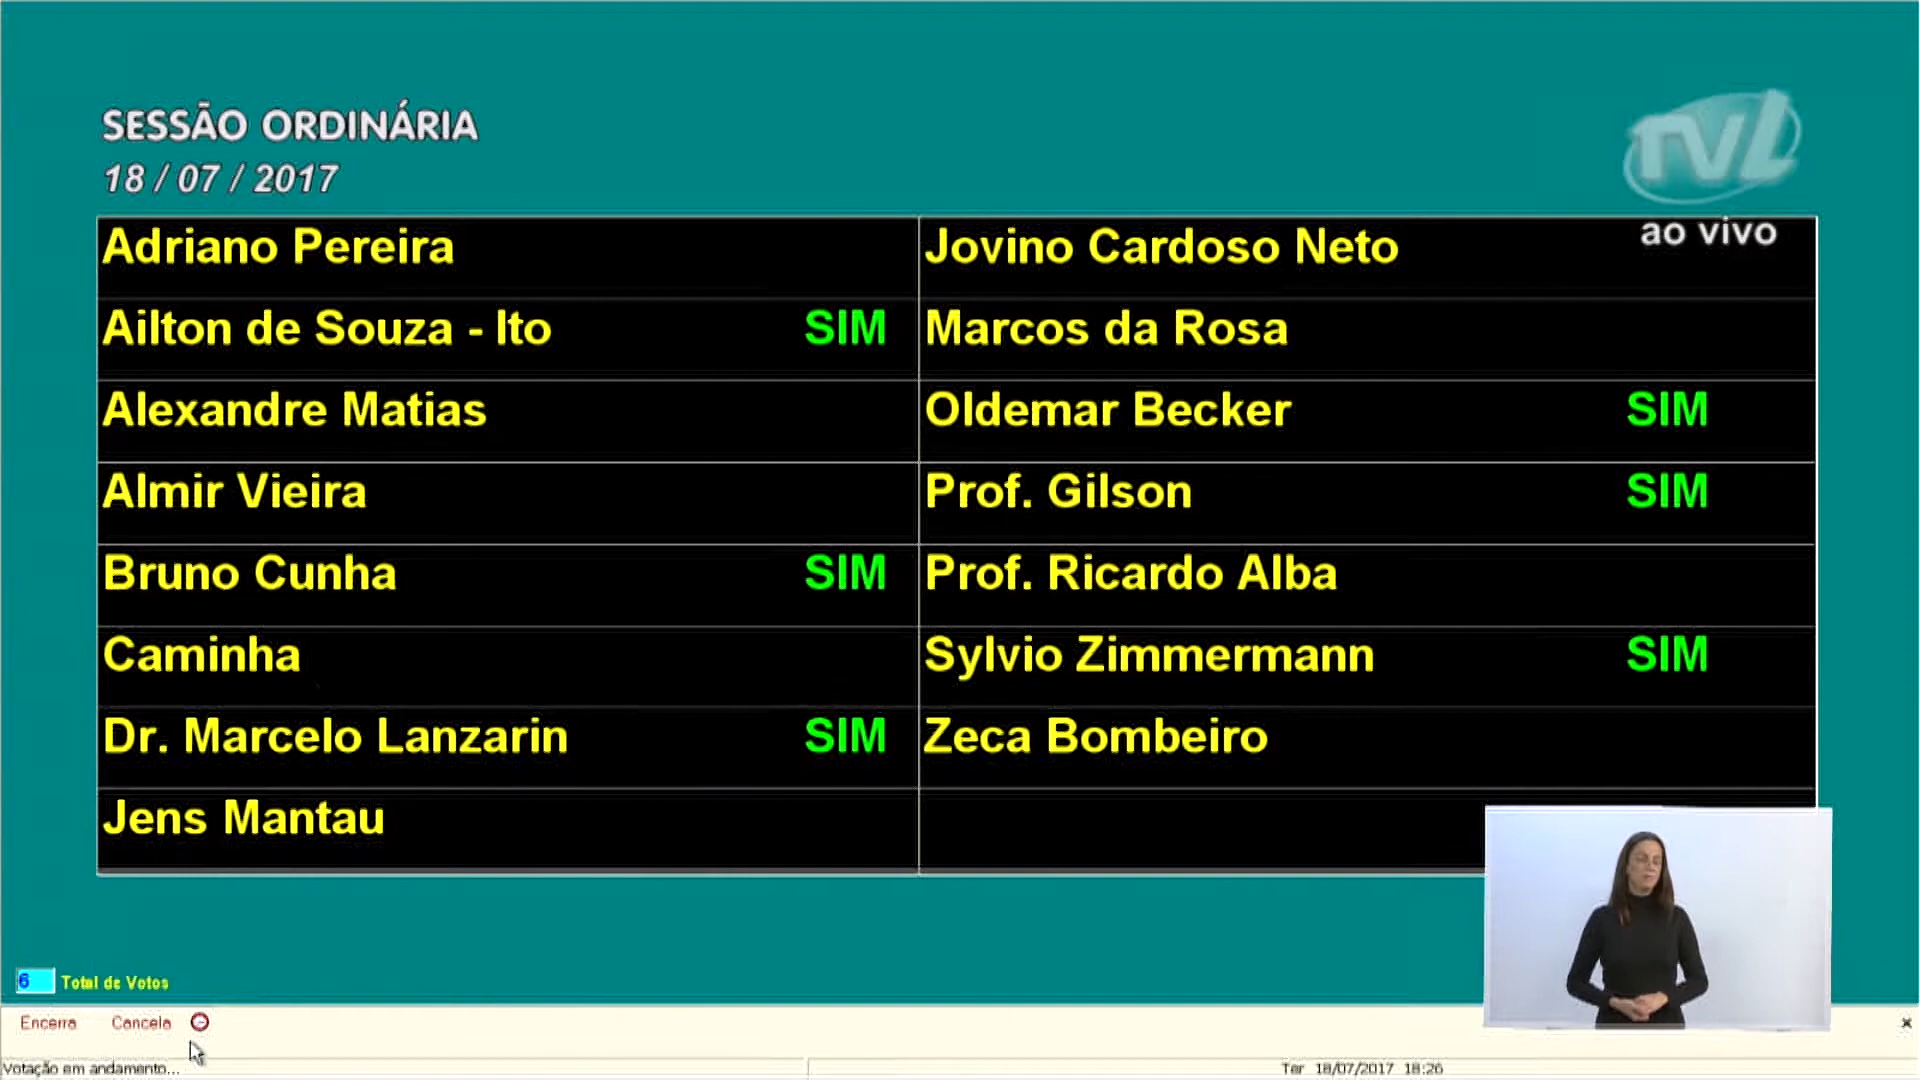 SESSÃO ORDINÁRIA
18 / 07 / 2017
TVL
ao vivo
Adriano Pereira
Ailton de Souza - Ito SIM
Alexandre Matias
Almir Vieira
Bruno Cunha SIM
Caminha
Dr. Marcelo Lanzarin SIM
Jens Mantau
Jovino Cardoso Neto
Marcos da Rosa
Oldemar Becker SIM
Prof. Gilson SIM
Prof. Ricardo Alba
Sylvio Zimmermann SIM
Zeca Bombeiro
6 Total de Votos
Encerra Cancela
Votação em andamento...
Ter 18/07/2017 18:26